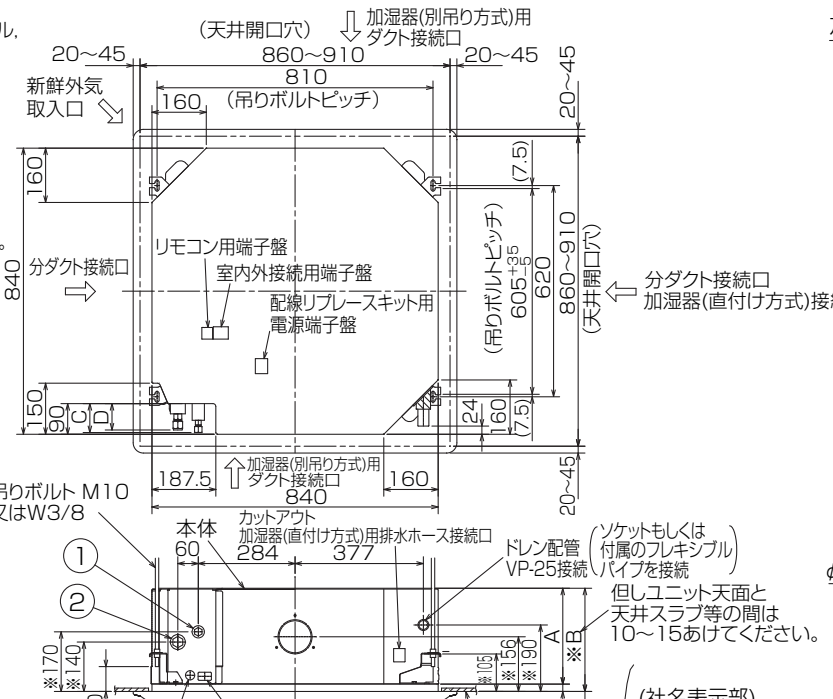 ル,
(天井開口穴)
加湿器(別吊り方式)用
ダクト接続口
20~45
860~910
20~45
810
新鮮外気
取入口
160
(吊りボルトピッチ)
20~45
160
(7.5)
リモコン用端子盤
室内外接続用端子盤
配線リプレースキット用
電源端子盤
840
分ダクト接続口
(吊りボルトピッチ)
605 +35 −5
620
860~910
(天井開口穴)
分ダクト接続口
加湿器(直付け方式)接
150
90
C
D
24
160
(7.5)
加湿器(別吊り方式)用
ダクト接続口
187.5
160
840
20~45
吊りボルト M10
又はW3/8
本体
カットアウト
加湿器(直付け方式)用排水ホース接続口
60
284
377
ドレン配管
VP-25接続
(ソケットもしくは
付属のフレキシブル
パイプを接続)
但しユニット天面と
天井スラブ等の間は
10~15あけてください。
①
②
※170
※140
※105
※156
※190
A
※B
(社名表示部)